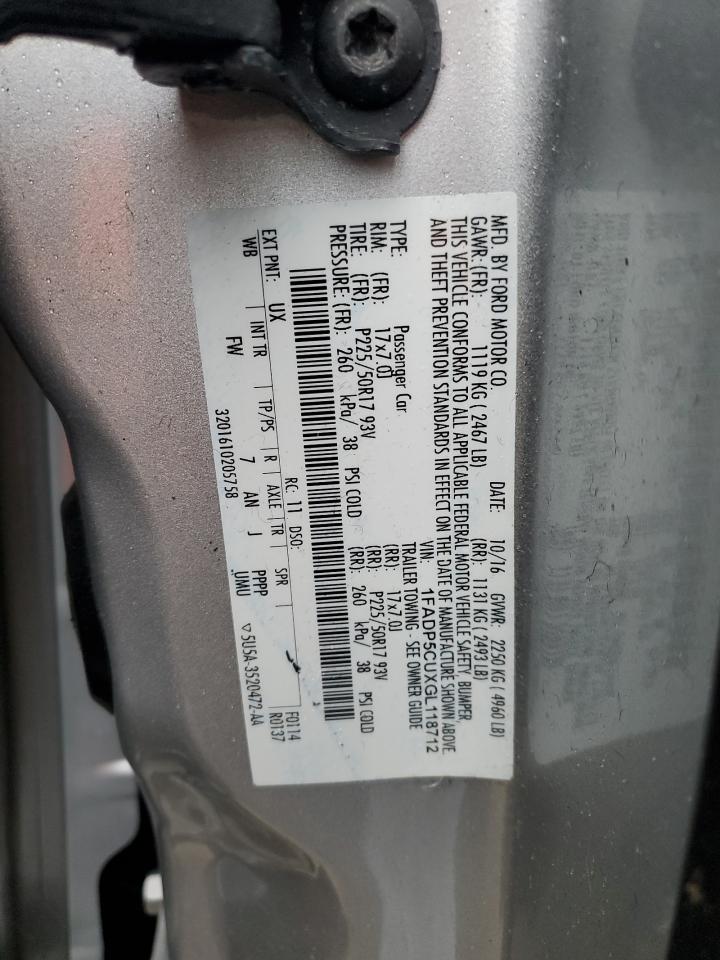 MFD. BY FORD MOTOR CO. DATE: 10/16 GVWR: 2250 KG ( 4960 LB)
GAWR: (FR): 1119 KG ( 2467 LB) (RR): 1131 KG ( 2493 LB)
THIS VEHICLE CONFORMS TO ALL APPLICABLE FEDERAL MOTOR VEHICLE SAFETY, BUMPER,
AND THEFT PREVENTION STANDARDS IN EFFECT ON THE DATE OF MANUFACTURE SHOWN ABOVE.
VIN: 1FADP5CUXGL118712
TYPE: Passenger Car TRAILER TOWING - SEE OWNER GUIDE
RIM: (FR): 17x7.0J (RR): 17x7.0J
TIRE: (FR): P225/50R17 93V (RR): P225/50R17 93V
PRESSURE: (FR): 260 kPa/ 38 PSI COLD (RR): 260 kPa/ 38 PSI COLD
EXT PNT: UX RC: 11 DSO: F0114
WB INT TR TP/PS R AXLE TR SPR R0137
FW 7 AN J PPPP
3201610205758 UMU ▽5U5A-3520472-AA